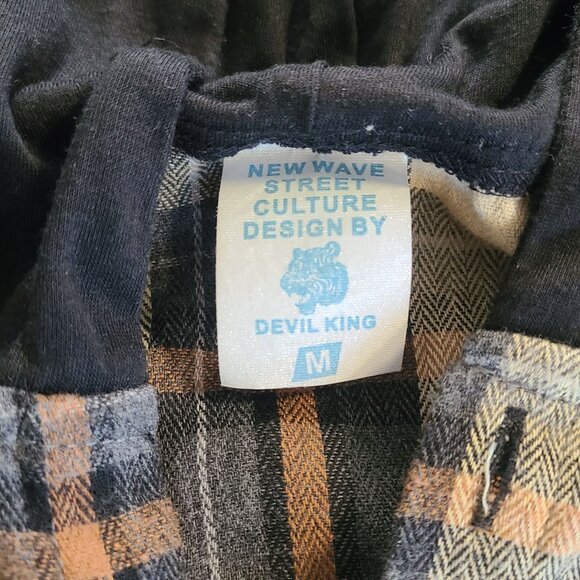 NEW WAVE
STREET
CULTURE
DESIGN BY
DEVIL KING
M